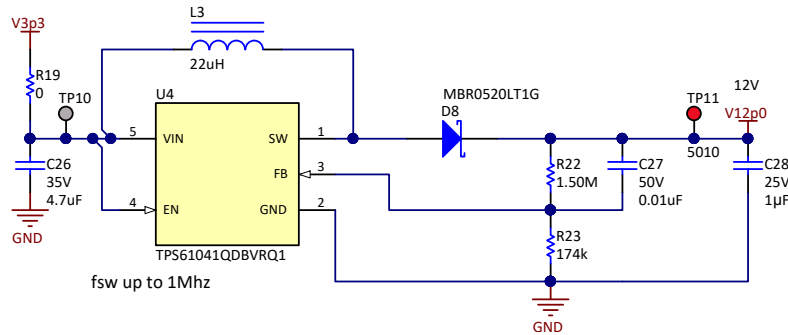 L3
22uH
V3p3
R19
0
TP10
C26
35V
4.7uF
GND
U4
5
VIN
4
EN
SW
1
FB
3
GND
2
TPS61041QDBVRQ1
fsw up to 1Mhz
MBR0520LT1G
D8
R22
1.50M
R23
174k
GND
C27
50V
0.01uF
TP11
5010
12V
V12p0
C28
25V
1µF